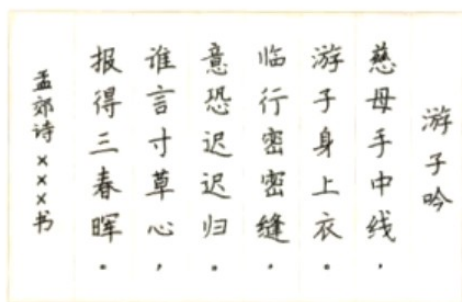 游子吟
慈母手中线，
游子身上衣。
临行密密缝，
意恐迟迟归。
谁言寸草心，
报得三春晖。
孟郊诗×××书